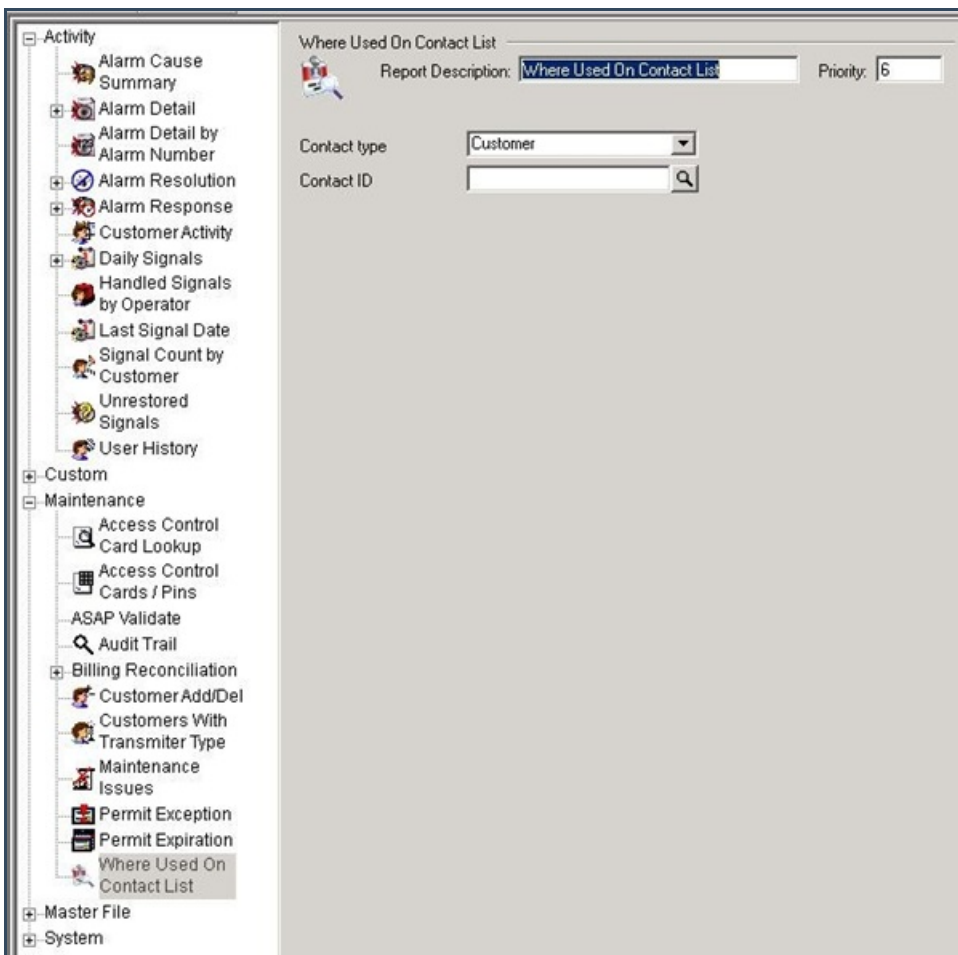 Activity
Alarm Cause
Summary
Alarm Detail
Alarm Detail by
Alarm Number
Alarm Resolution
Alarm Response
Customer Activity
Daily Signals
Handled Signals
by Operator
Last Signal Date
Signal Count by
Customer
Unrestored
Signals
User History
Custom
Maintenance
Access Control
Card Lookup
Access Control
Cards / Pins
ASAP Validate
Audit Trail
Billing Reconciliation
Customer Add/Del
Customers With
Transmiter Type
Maintenance
Issues
Permit Exception
Permit Expiration
Where Used On
Contact List
Master File
System
Where Used On Contact List
Report Description: Where Used On Contact List Priority: 6
Contact type Customer
Contact ID